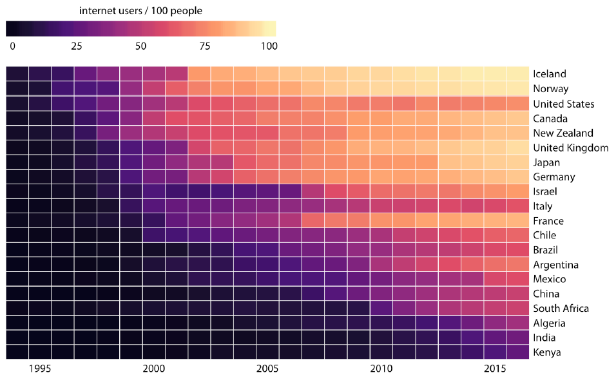 internet users / 100 people
0 25 50 75 100
Iceland
Norway
United States
Canada
New Zealand
United Kingdom
Japan
Germany
Israel
Italy
France
Chile
Brazil
Argentina
Mexico
China
South Africa
Algeria
India
Kenya
1995 2000 2005 2010 2015